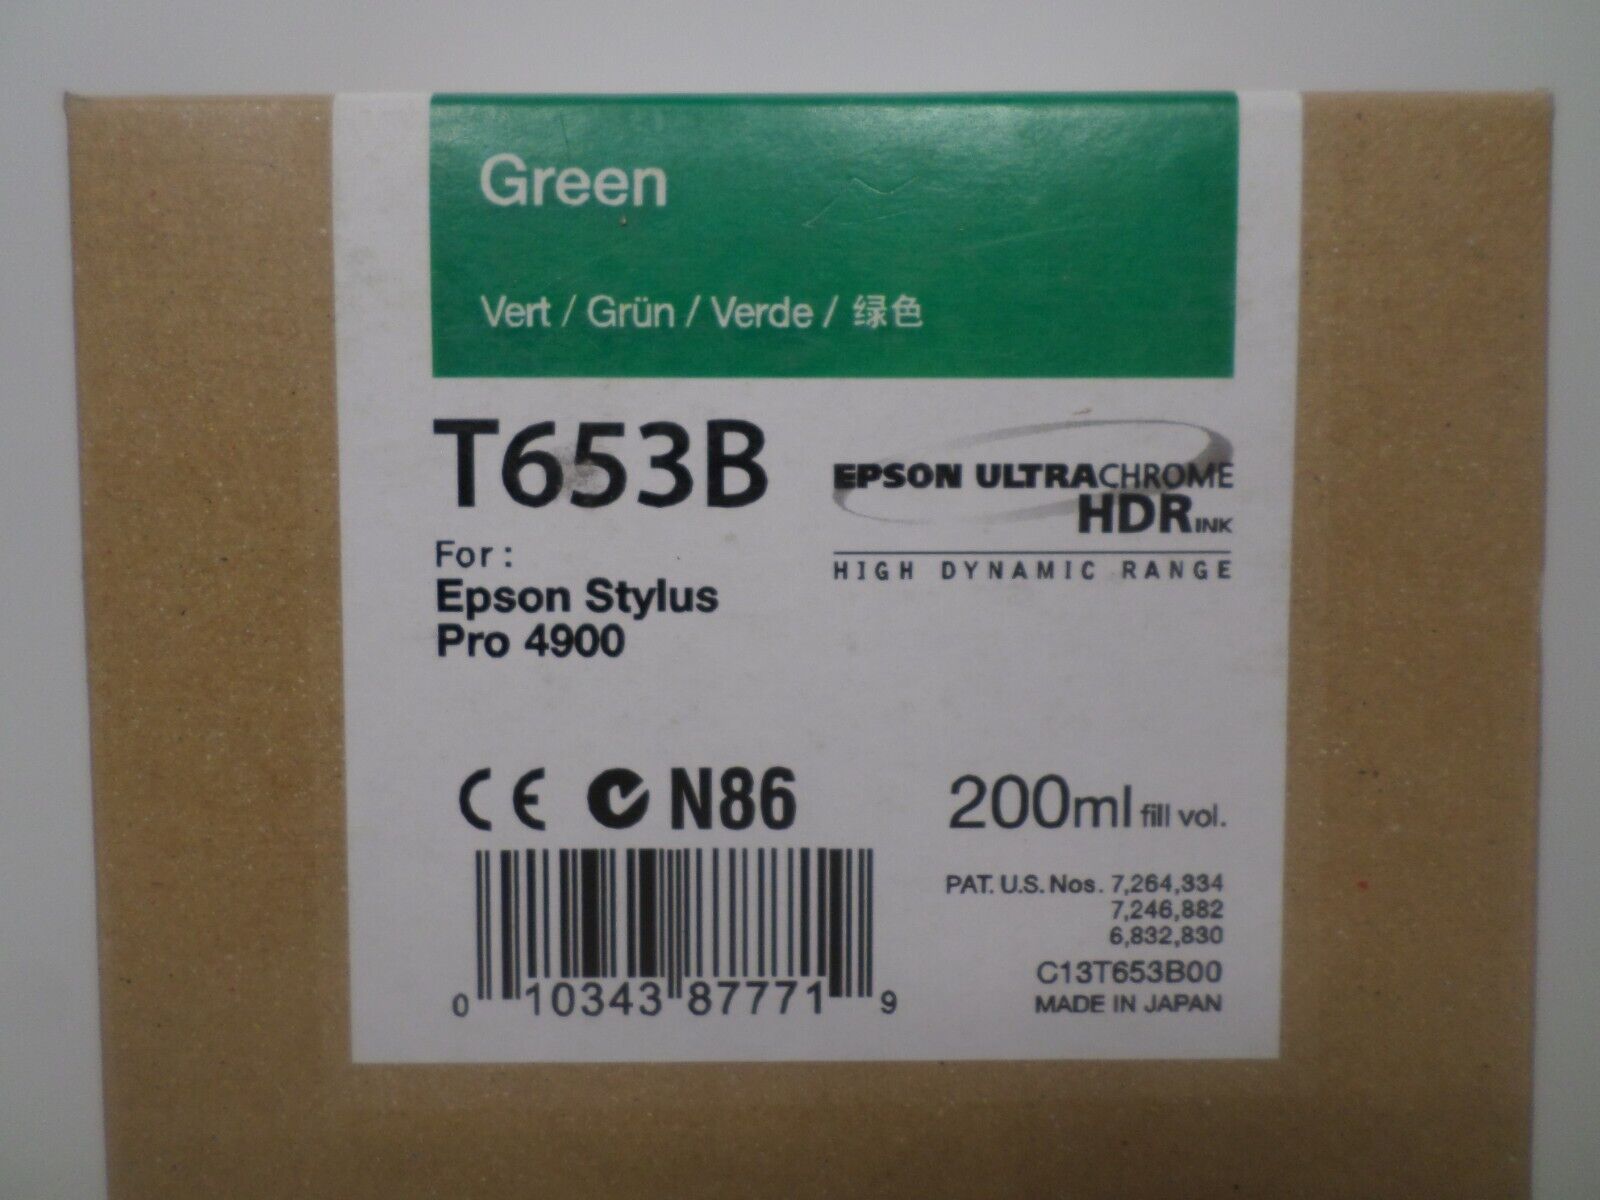 Green
Vert / Grün / Verde / 绿色
T653B
EPSON ULTRACHROME
HDR INK
HIGH DYNAMIC RANGE
For :
Epson Stylus
Pro 4900
CE N86
200ml fill vol.
PAT. U.S. Nos. 7,264,334
7,246,882
6,832,830
C13T653B00
MADE IN JAPAN
0 10343 87771 9